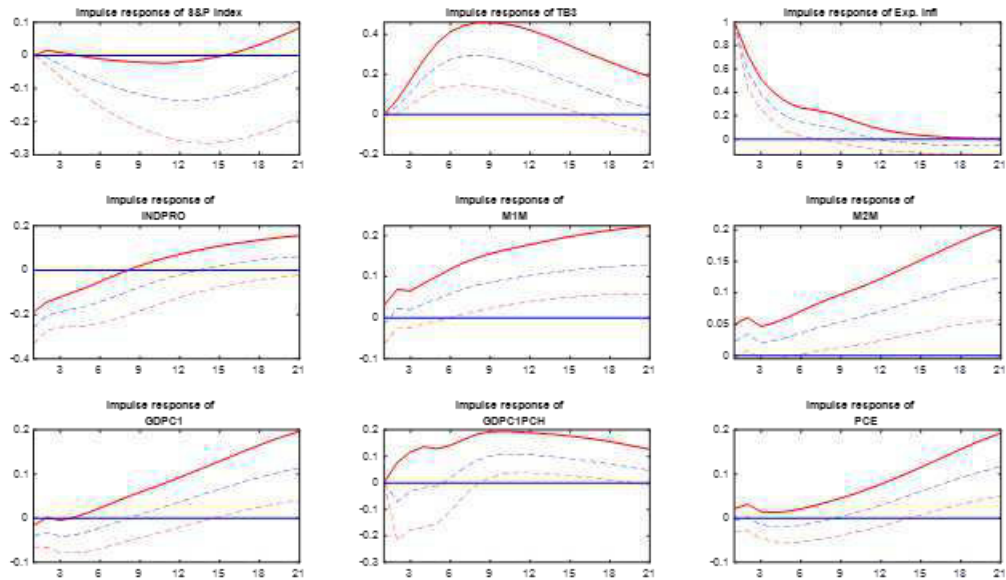 Impulse response of S&P Index
0.1
0
-0.1
-0.2
-0.3
3 6 9 12 15 18 21
Impulse response of TB3
0.4
0.2
0
-0.2
3 6 9 12 15 18 21
Impulse response of Exp. Infl
1
0.8
0.6
0.4
0.2
0
3 6 9 12 15 18 21
Impulse response of
INDPRO
0.2
0
-0.2
-0.4
3 6 9 12 15 18 21
Impulse response of
M1M
0.2
0.1
0
-0.1
3 6 9 12 15 18 21
Impulse response of
M2M
0.2
0.15
0.1
0.05
0
3 6 9 12 15 18 21
Impulse response of
GDPC1
0.2
0.1
0
-0.1
3 6 9 12 15 18 21
Impulse response of
GDPC1PCH
0.2
0.1
0
-0.1
-0.2
-0.3
3 6 9 12 15 18 21
Impulse response of
PCE
0.2
0.1
0
-0.1
3 6 9 12 15 18 21